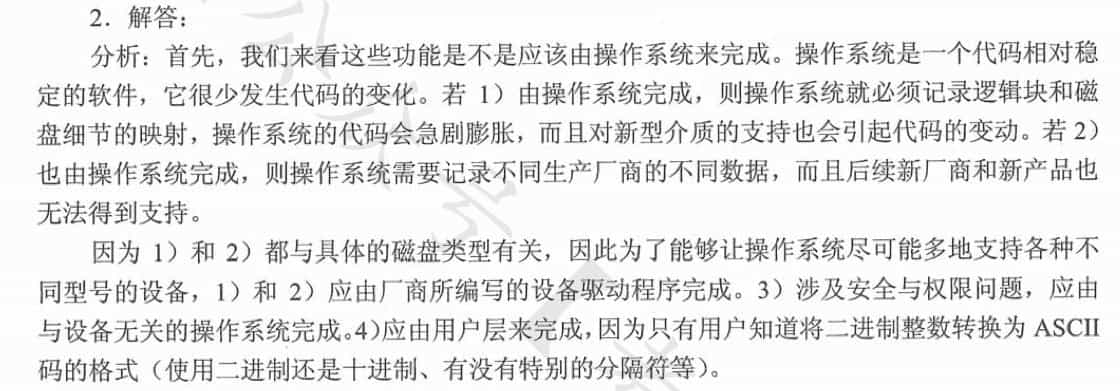 2．解答：
分析：首先，我们来看这些功能是不是应该由操作系统来完成。操作系统是一个代码相对稳
定的软件，它很少发生代码的变化。若 1）由操作系统完成，则操作系统就必须记录逻辑块和磁
盘细节的映射，操作系统的代码会急剧膨胀，而且对新型介质的支持也会引起代码的变动。若 2）
也由操作系统完成，则操作系统需要记录不同生产厂商的不同数据，而且后续新厂商和新产品也
无法得到支持。
因为 1）和 2）都与具体的磁盘类型有关，因此为了能够让操作系统尽可能多地支持各种不
同型号的设备，1）和 2）应由厂商所编写的设备驱动程序完成。3）涉及安全与权限问题，应由
与设备无关的操作系统完成。4）应由用户层来完成，因为只有用户知道将二进制整数转换为 ASCII
码的格式（使用二进制还是十进制、有没有特别的分隔符等）。